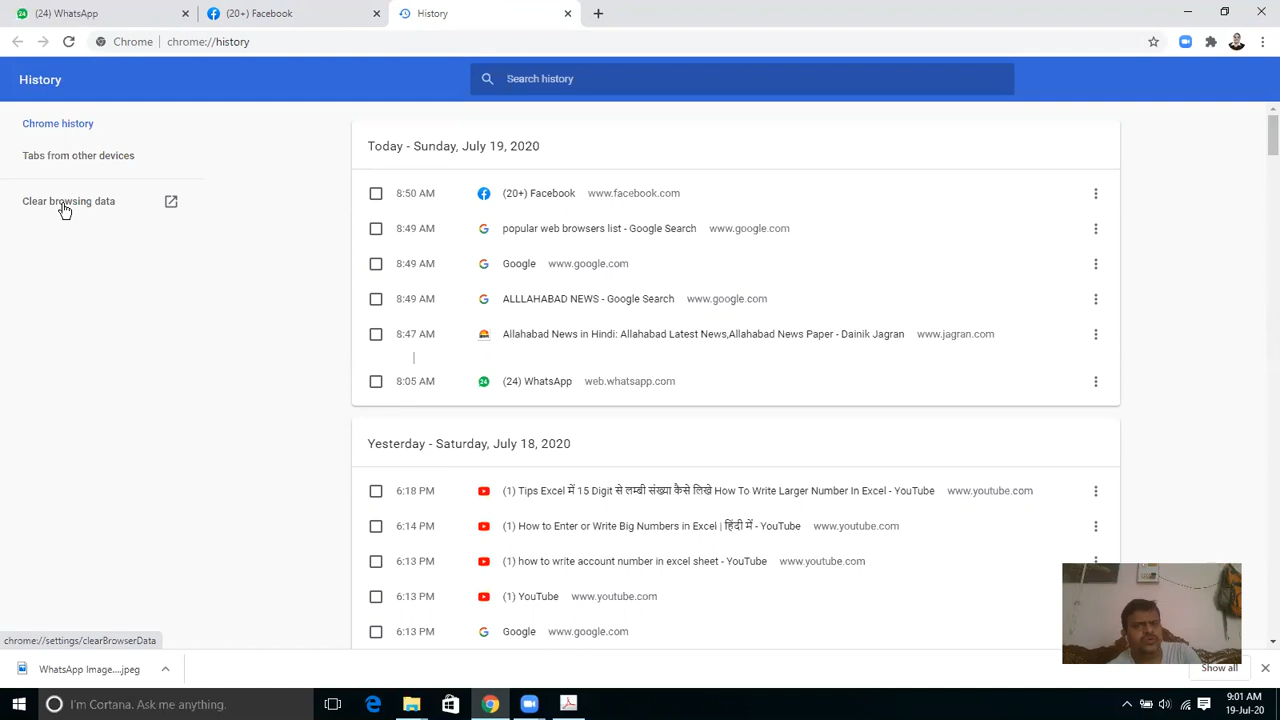 (24) WhatsApp
(20+) Facebook
History
Chrome | chrome://history
History
Search history
Chrome history
Tabs from other devices
Clear browsing data
Today - Sunday, July 19, 2020
8:50 AM (20+) Facebook www.facebook.com
8:49 AM popular web browsers list - Google Search www.google.com
8:49 AM Google www.google.com
8:49 AM ALLLAHABAD NEWS - Google Search www.google.com
8:47 AM Allahabad News in Hindi: Allahabad Latest News,Allahabad News Paper - Dainik Jagran www.jagran.com
8:05 AM 24 (24) WhatsApp web.whatsapp.com
Yesterday - Saturday, July 18, 2020
6:18 PM (1) Tips Excel में 15 Digit से लम्बी संख्या कैसे लिखे How To Write Larger Number In Excel - YouTube www.youtube.com
6:14 PM (1) How to Enter or Write Big Numbers in Excel | हिंदी में - YouTube www.youtube.com
6:13 PM (1) how to write account number in excel sheet - YouTube www.youtube.com
6:13 PM (1) YouTube www.youtube.com
6:13 PM Google www.google.com
chrome://settings/clearBrowserData
WhatsApp Image....jpeg
Show all
I'm Cortana. Ask me anything.
9:01 AM
19-Jul-20